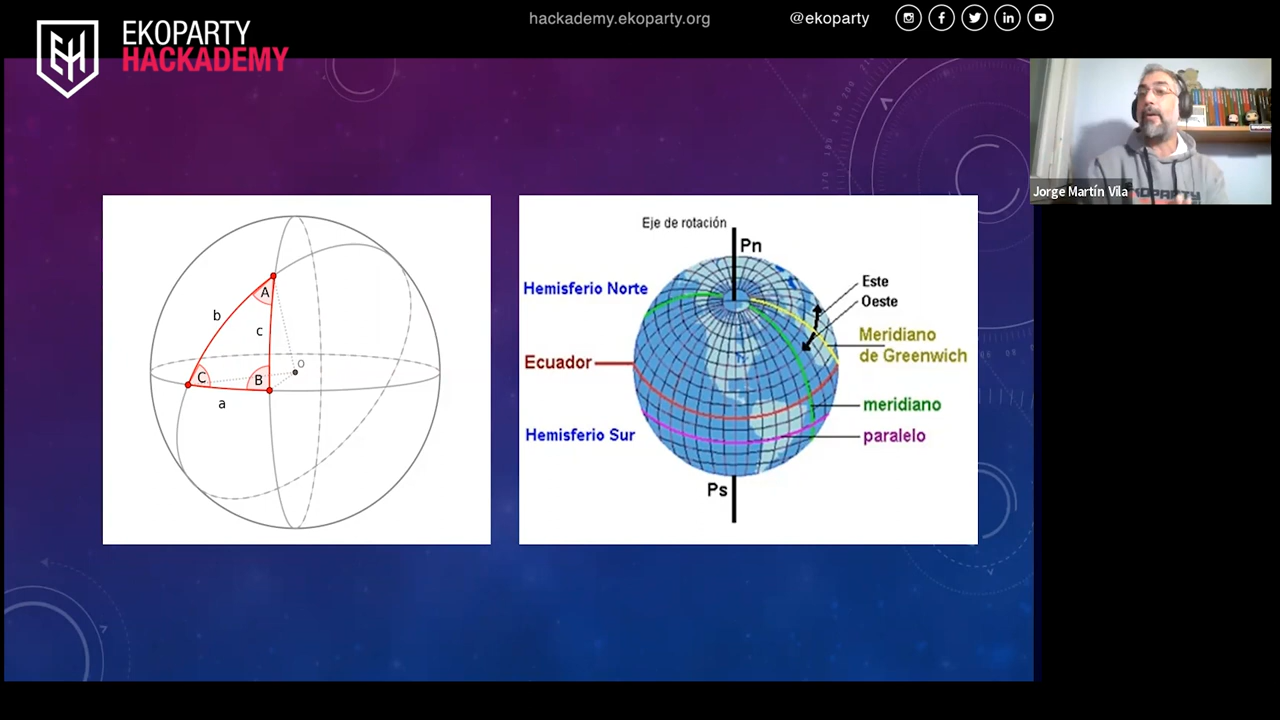 hackademy.ekoparty.org
@ekoparty
EKOPARTY
HACKADEMY
Jorge Martín Vila
A
b
c
C
B
O
a
Eje de rotación
Pn
Hemisferio Norte
Este
Oeste
Meridiano
de Greenwich
Ecuador
meridiano
Hemisferio Sur
paralelo
Ps